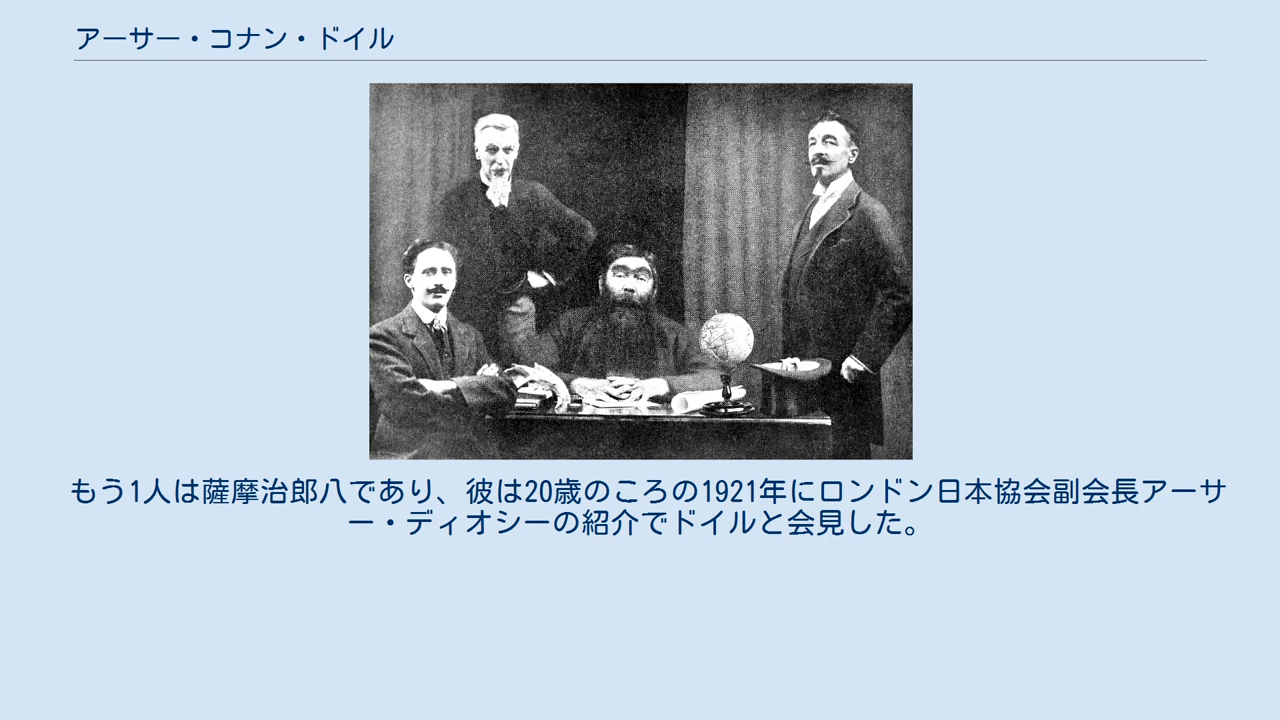 アーサー・コナン・ドイル
もう1人は薩摩治郎八であり、彼は20歳のころの1921年にロンドン日本協会副会長アーサ
ー・ディオシーの紹介でドイルと会見した。